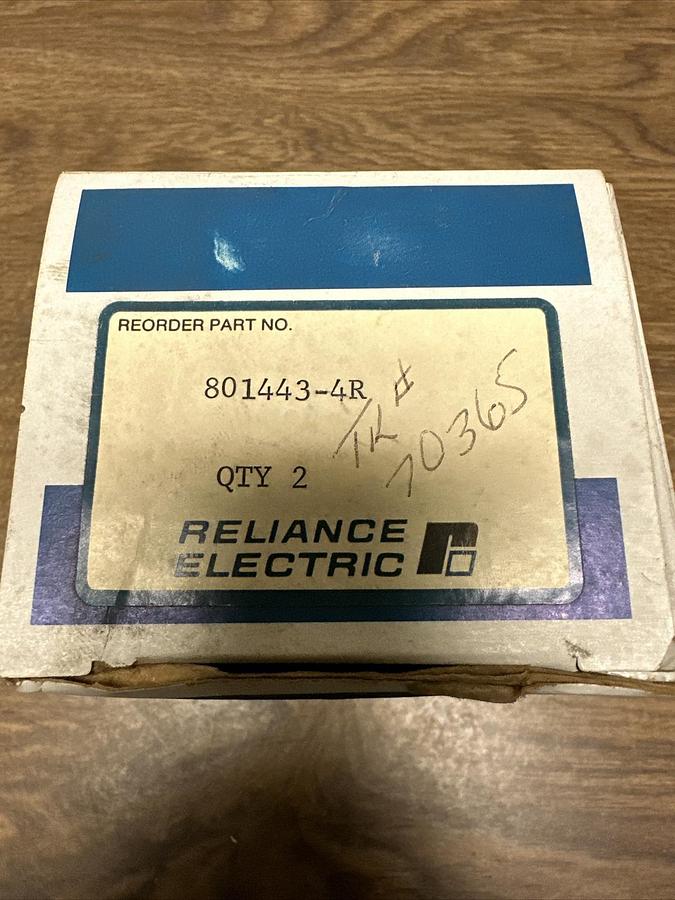 REORDER PART NO.
801443-4R
TR #
70365
QTY 2
RELIANCE
ELECTRIC